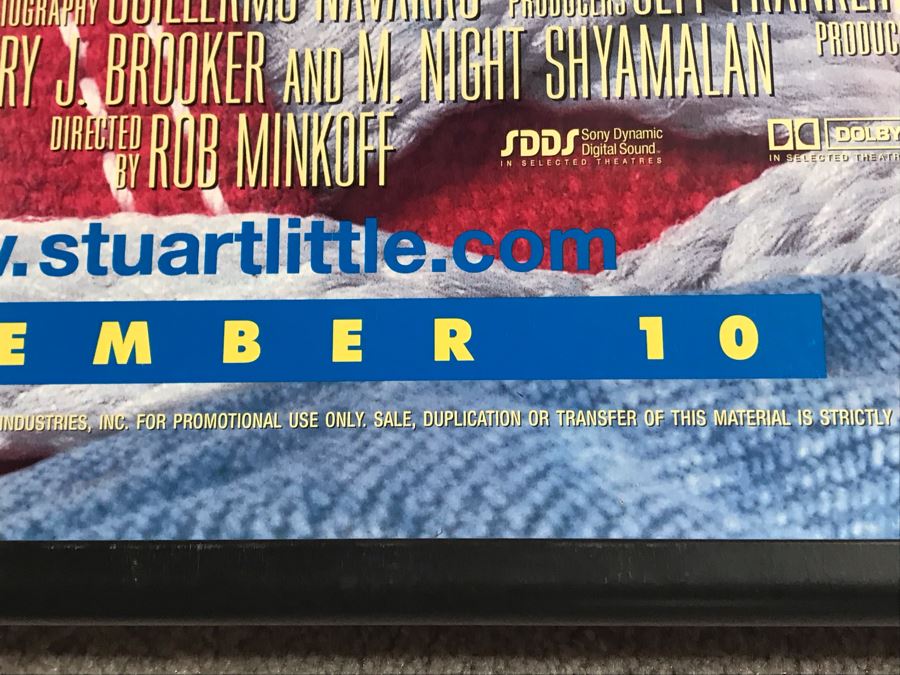 IOGRAPHY GUILLERMO NAVARRO PRODUCERS JEFF FRANKLIN
RY J. BROOKER AND M. NIGHT SHYAMALAN PRODUC
DIRECTED BY ROB MINKOFF
SDDS Sony Dynamic Digital Sound™ IN SELECTED THEATRES
DOLBY IN SELECTED THEATR
.stuartlittle.com
EMBER 10
INDUSTRIES, INC. FOR PROMOTIONAL USE ONLY. SALE, DUPLICATION OR TRANSFER OF THIS MATERIAL IS STRICTLY